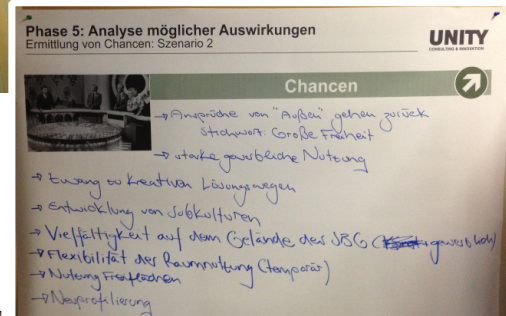 Phase 5: Analyse möglicher Auswirkungen
Ermittlung von Chancen: Szenario 2
UNITY
CONSULTING & INNOVATION
Chancen
→ Ansprüche von "Außen" gehen zurück
Stichwort: Große Freiheit
→ starke gewerbliche Nutzung
→ Zwang zu kreativen Lösungswegen
→ Entwicklung von Subkulturen
→ Vielfältigkeit auf dem Gelände der JBG ( + gewerblich)
→ Flexibilität der Raumnutzung (temporär)
→ Nutzung Freiflächen
→ Neuprofilierung